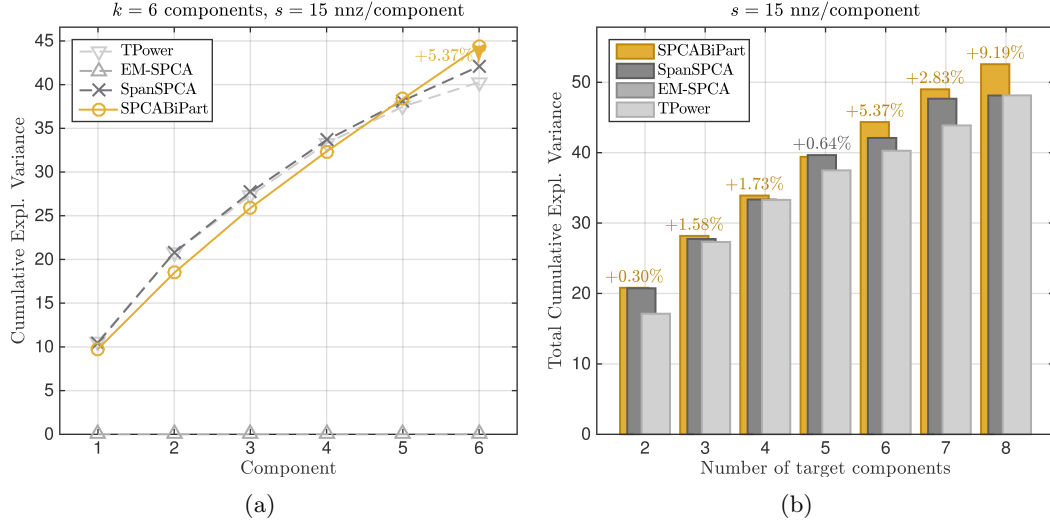 k = 6 components, s = 15 nnz/component
Cumulative Expl. Variance
45
40
35
30
25
20
15
10
5
0
TPower
EM-SPCA
SpanSPCA
SPCABiPart
+5.37%
1 2 3 4 5 6
Component
(a)
s = 15 nnz/component
Total Cumulative Expl. Variance
50
40
30
20
10
0
SPCABiPart
SpanSPCA
EM-SPCA
TPower
+0.30%
+1.58%
+1.73%
+0.64%
+5.37%
+2.83%
+9.19%
2 3 4 5 6 7 8
Number of target components
(b)